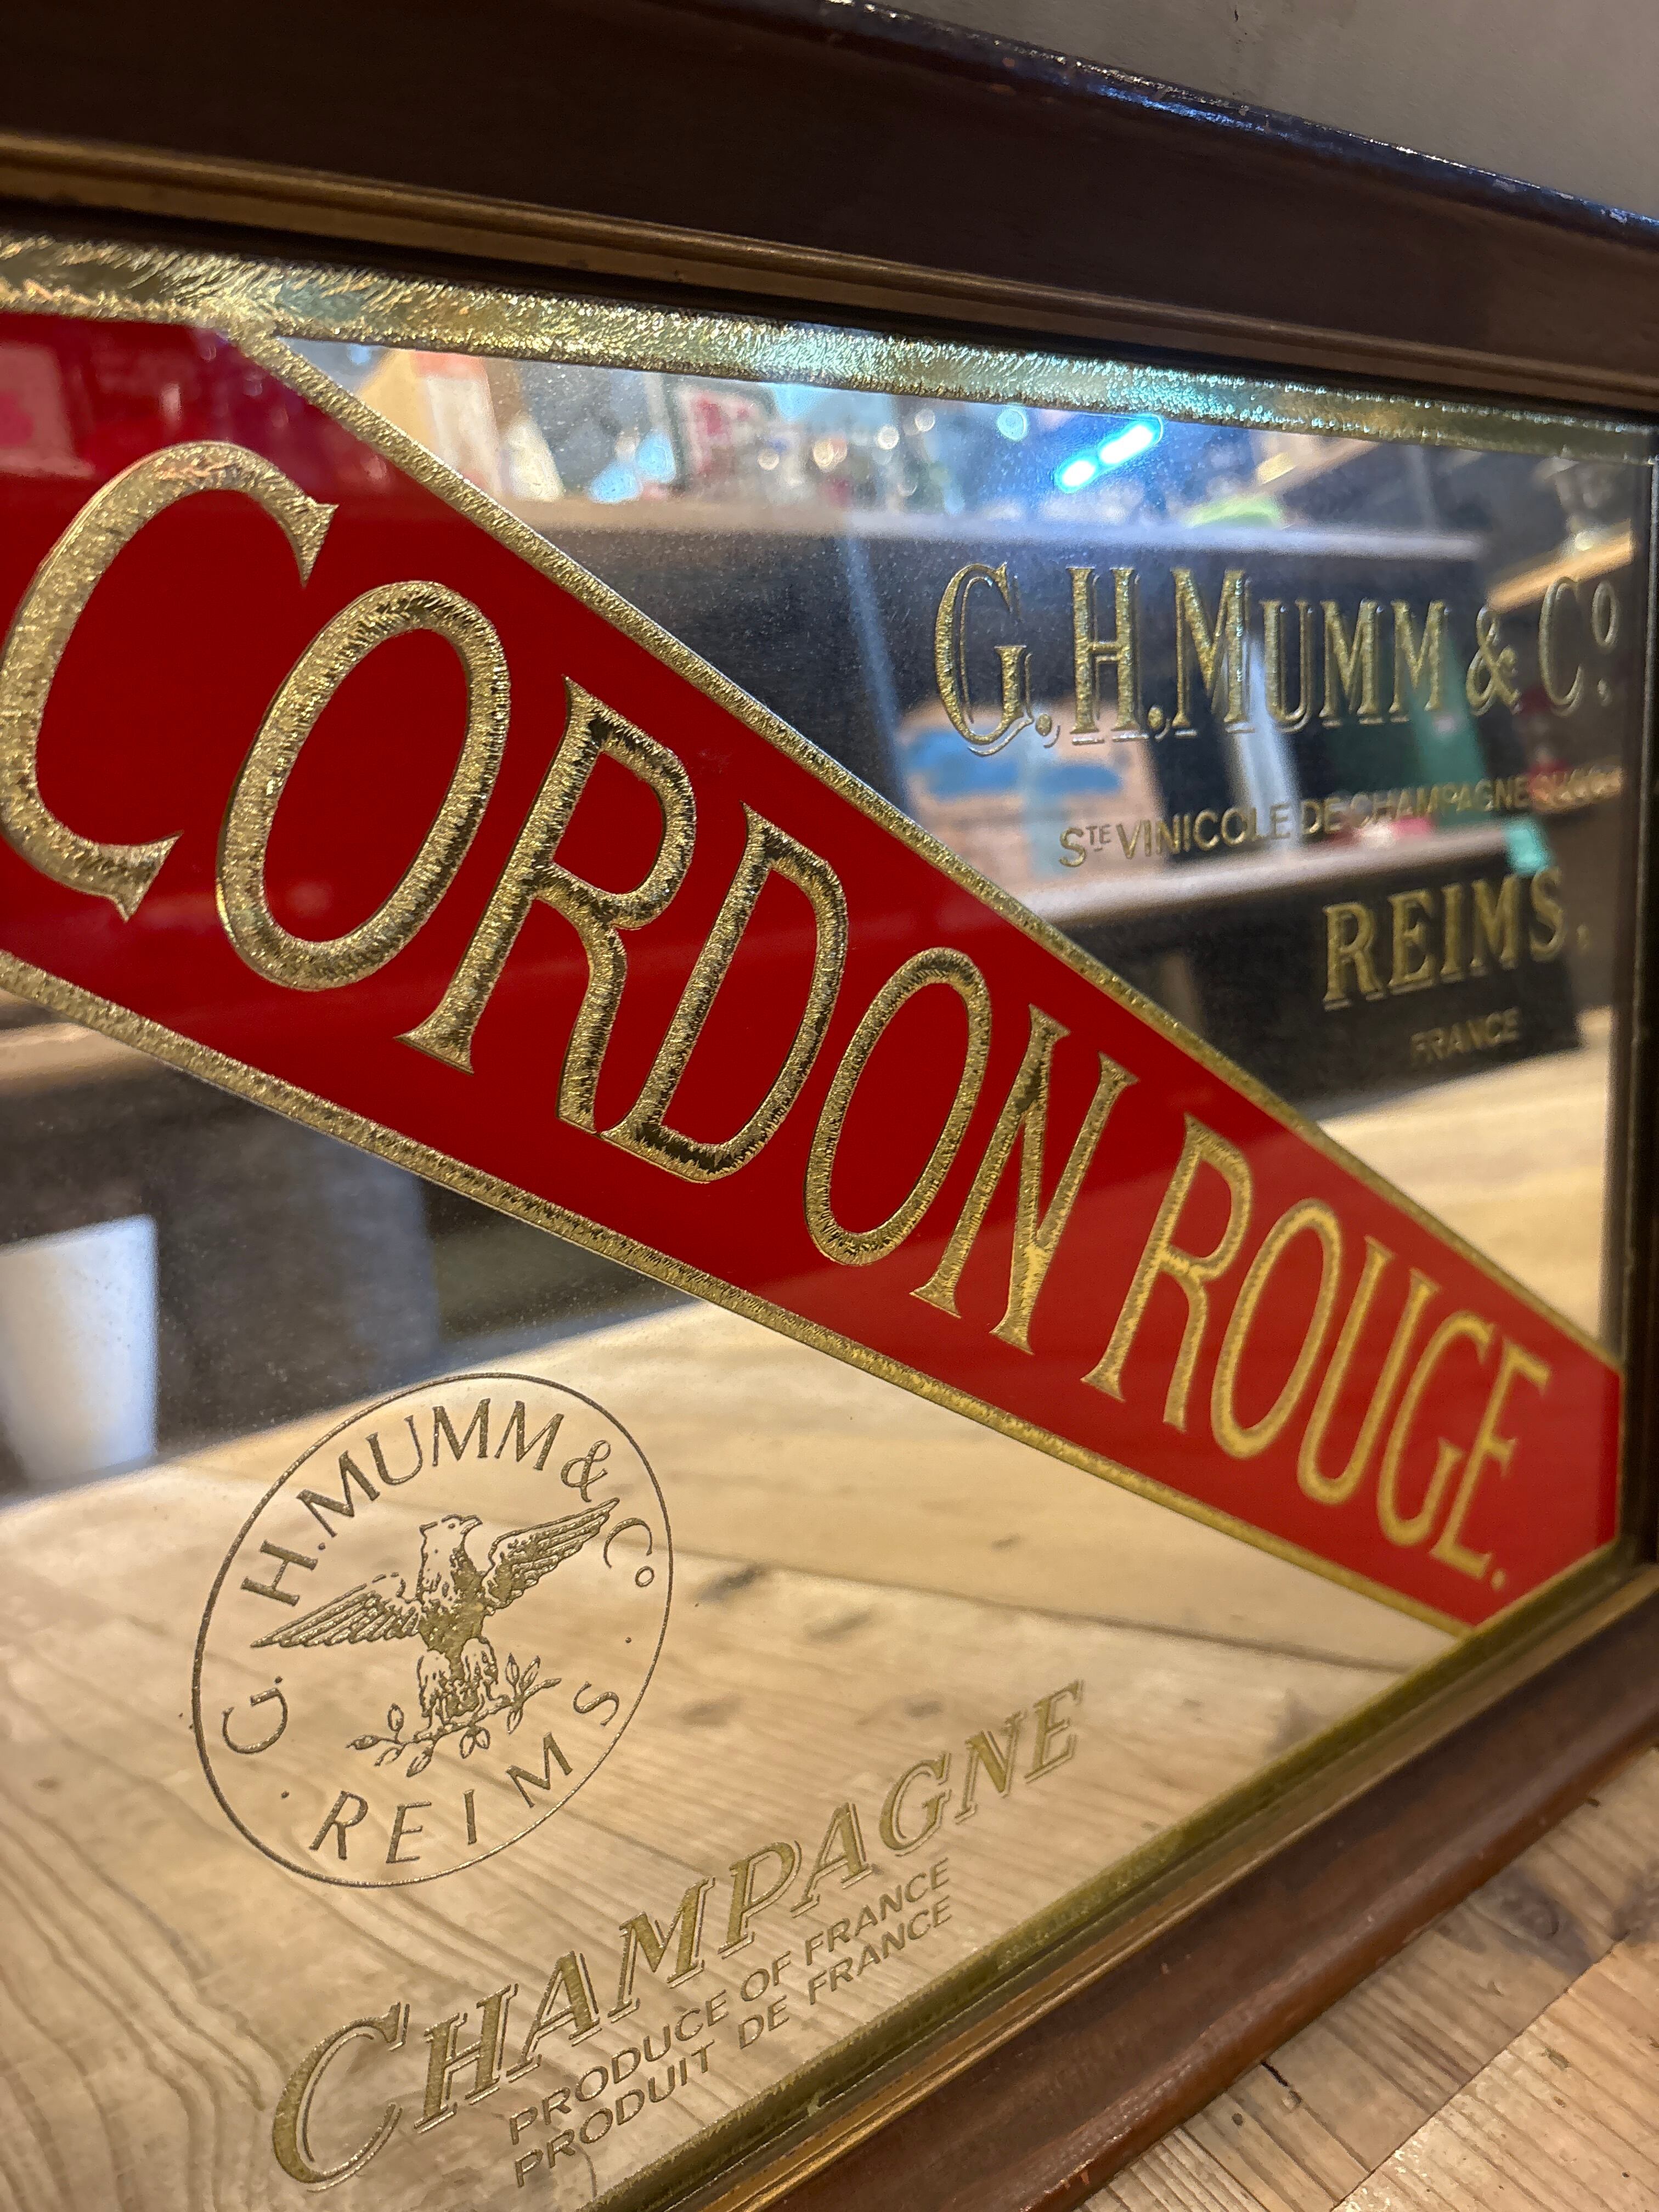 CORDON ROUGE.
G.H.MUMM & Cº.
STE VINICOLE DE CHAMPAGNE SUCCR
REIMS.
FRANCE
G. H. MUMM & Cº
· REIMS ·
CHAMPAGNE
PRODUCE OF FRANCE
PRODUIT DE FRANCE